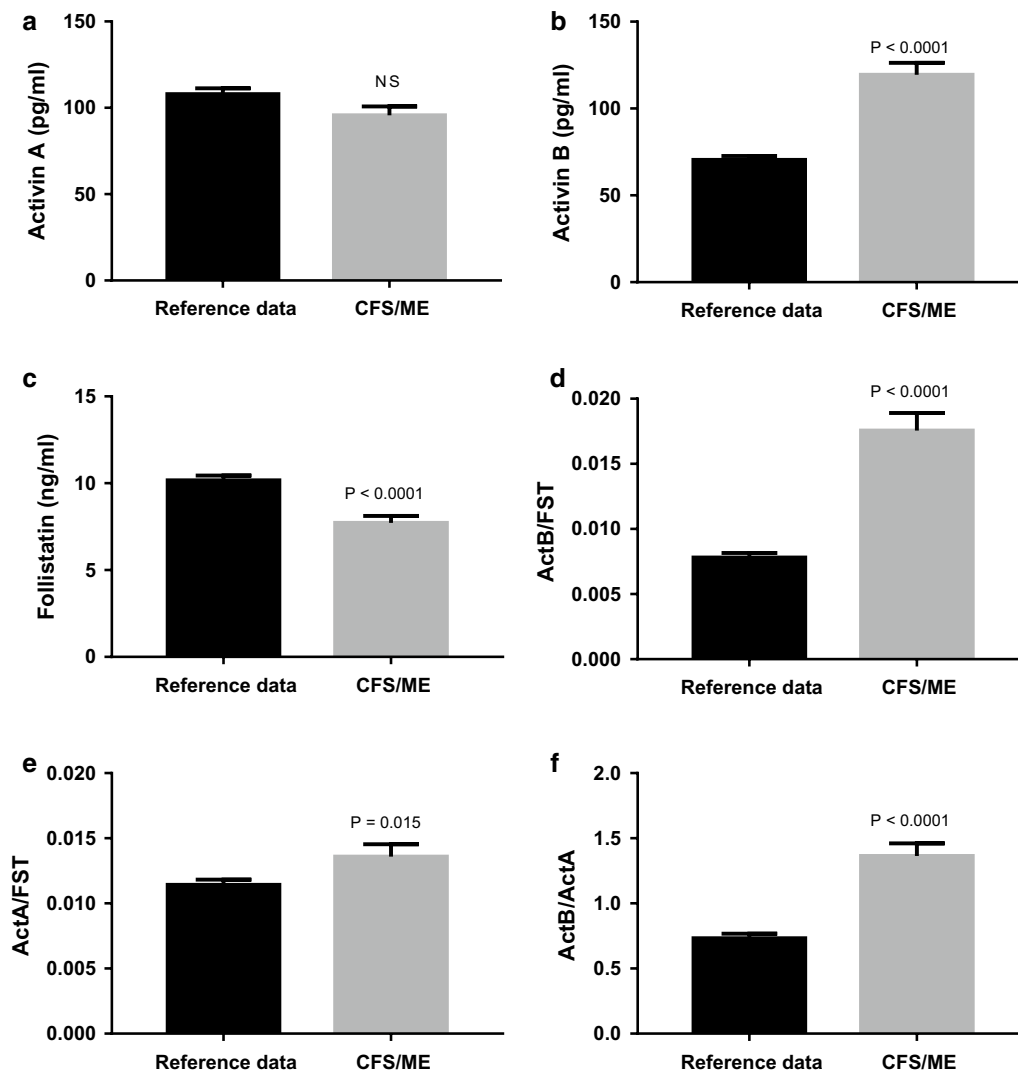 a
Activin A (pg/ml)
150
100
50
0
NS
Reference data CFS/ME
b
Activin B (pg/ml)
150
100
50
0
P < 0.0001
Reference data CFS/ME
c
Follistatin (ng/ml)
15
10
5
0
P < 0.0001
Reference data CFS/ME
d
ActB/FST
0.020
0.015
0.010
0.005
0.000
P < 0.0001
Reference data CFS/ME
e
ActA/FST
0.020
0.015
0.010
0.005
0.000
P = 0.015
Reference data CFS/ME
f
ActB/ActA
2.0
1.5
1.0
0.5
0.0
P < 0.0001
Reference data CFS/ME